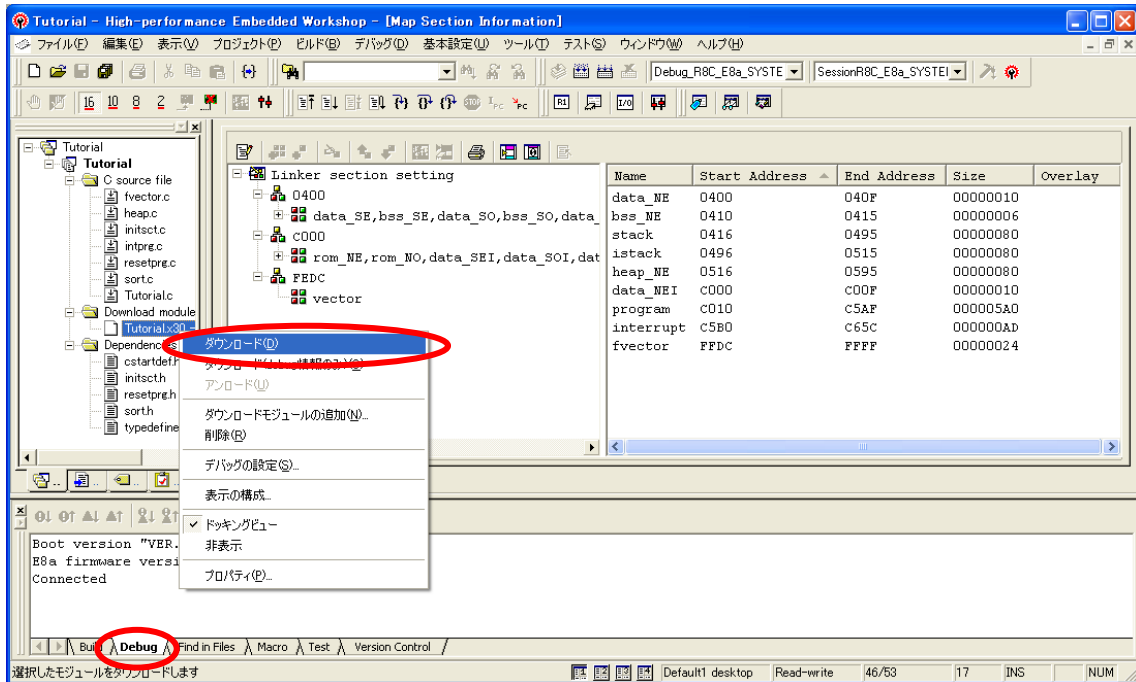 Tutorial - High-performance Embedded Workshop - [Map Section Information]
ファイル(F) 編集(E) 表示(V) プロジェクト(P) ビルド(B) デバッグ(D) 基本設定(U) ツール(T) テスト(S) ウィンドウ(W) ヘルプ(H)
Debug_R8C_E8a_SYSTE SessionR8C_E8a_SYSTEI
16 10 8 2
Tutorial
Tutorial
C source file
fvector.c
heap.c
initsct.c
intprg.c
resetprg.c
sort.c
Tutorial.c
Download module
Tutorial.x30 -
Dependencies
cstartdef.h
initsct.h
resetprg.h
sort.h
typedefine
Linker section setting
0400
data_SE,bss_SE,data_SO,bss_SO,data_
C000
rom_NE,rom_NO,data_SEI,data_SOI,dat
FEDC
vector
Name Start Address End Address Size Overlay
data_NE 0400 040F 00000010
bss_NE 0410 0415 00000006
stack 0416 0495 00000080
istack 0496 0515 00000080
heap_NE 0516 0595 00000080
data_NEI C000 C00F 00000010
program C010 C5AF 000005A0
interrupt C5B0 C65C 000000AD
fvector FFDC FFFF 00000024
ダウンロード(D)
アンロード(U)
ダウンロードモジュールの追加(N)...
削除(R)
デバッグの設定(S)...
表示の構成...
ドッキングビュー
非表示
プロパティ(P)...
Boot version "VER.
E8a firmware versi
Connected
Build Debug Find in Files Macro Test Version Control
選択したモジュールをダウンロードします
Default1 desktop Read-write 46/53 17 INS NUM